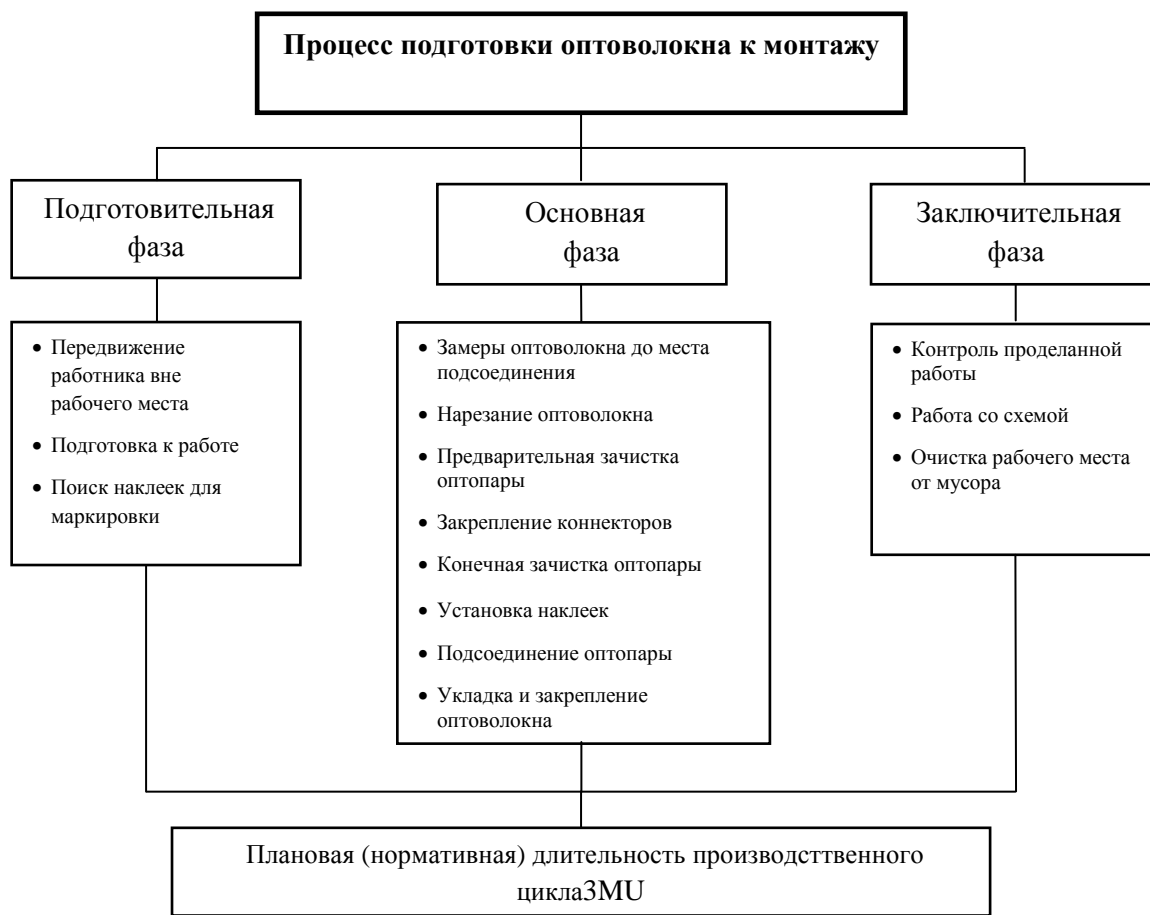 Процесс подготовки оптоволокна к монтажу
Подготовительная
фаза
Основная
фаза
Заключительная
фаза
• Передвижение
работника вне
рабочего места
• Подготовка к работе
• Поиск наклеек для
маркировки
• Замеры оптоволокна до места
подсоединения
• Нарезание оптоволокна
• Предварительная зачистка
оптопары
• Закрепление коннекторов
• Конечная зачистка оптопары
• Установка наклеек
• Подсоединение оптопары
• Укладка и закрепление
оптоволокна
• Контроль проделанной
работы
• Работа со схемой
• Очистка рабочего места
от мусора
Плановая (нормативная) длительность производсттвенного
цикла3MU